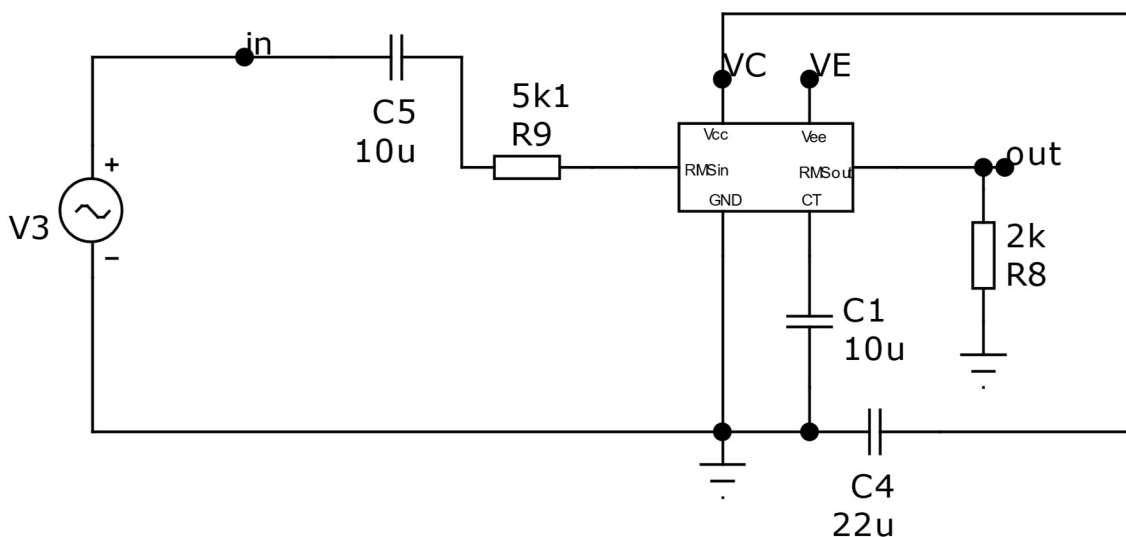 in
VC
VE
C5
10u
5k1
R9
Vcc
Vee
RMSin
RMSout
GND
CT
out
+
V3
−
2k
R8
C1
10u
C4
22u